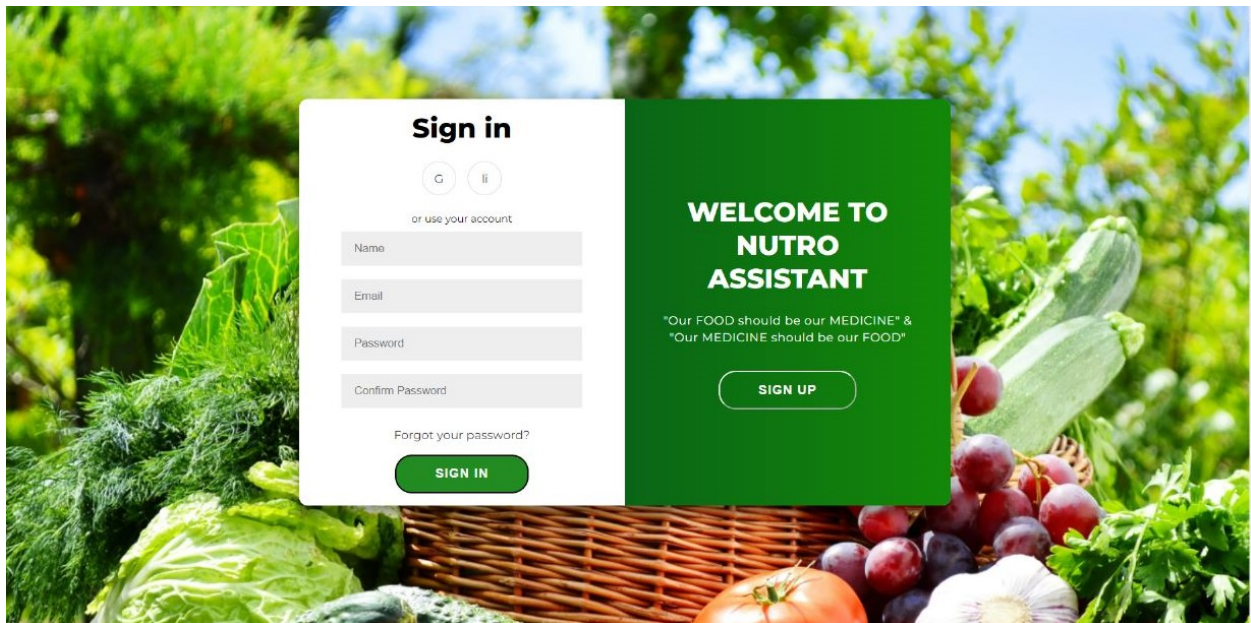 Sign in
G li
or use your account
Name
Email
Password
Confirm Password
Forgot your password?
SIGN IN
WELCOME TO
NUTRO
ASSISTANT
"Our FOOD should be our MEDICINE" &
"Our MEDICINE should be our FOOD"
SIGN UP